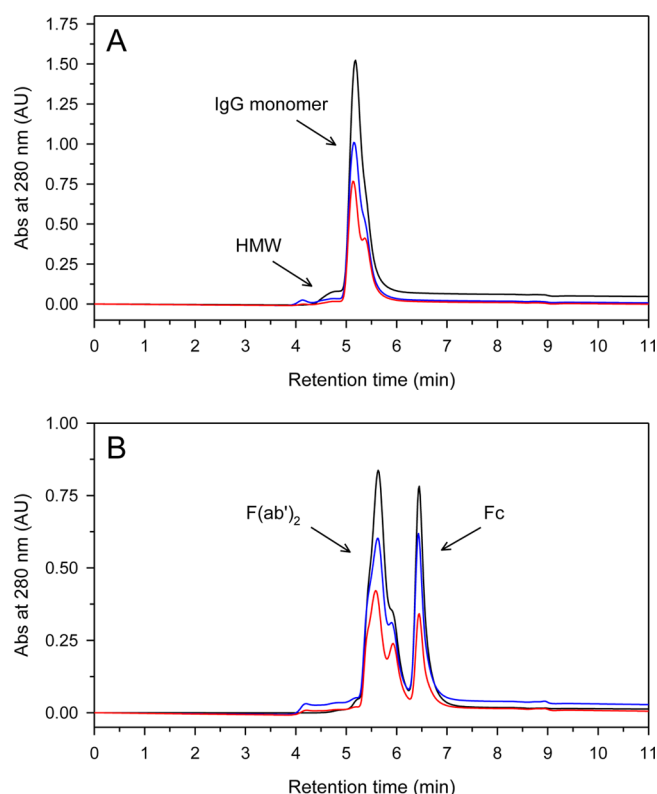 A
1.75
1.50
1.25
1.00
0.75
0.50
0.25
0.00
Abs at 280 nm (AU)
IgG monomer
HMW
0 1 2 3 4 5 6 7 8 9 10 11
Retention time (min)
B
1.00
0.75
0.50
0.25
0.00
Abs at 280 nm (AU)
F(ab')2
Fc
0 1 2 3 4 5 6 7 8 9 10 11
Retention time (min)